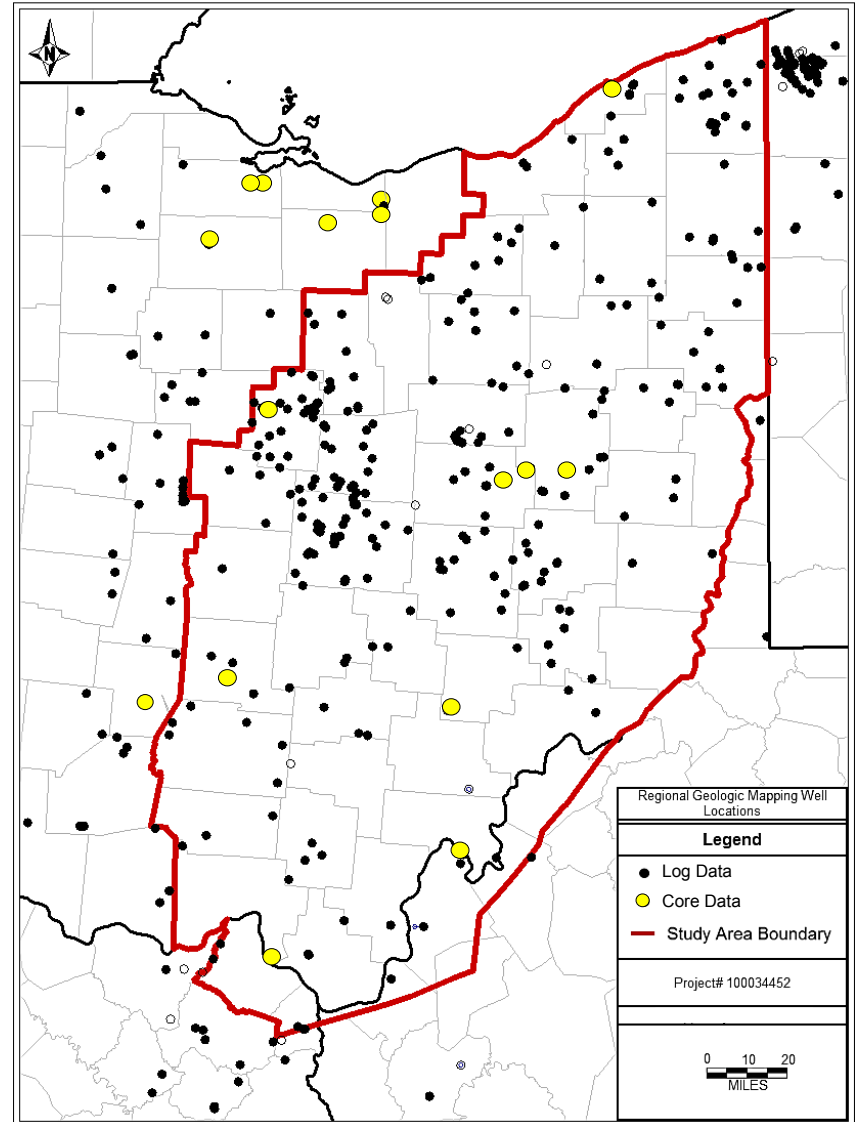 N
Regional Geologic Mapping Well
Locations
Legend
Log Data
Core Data
Study Area Boundary
Project# 100034452
0 10 20
MILES